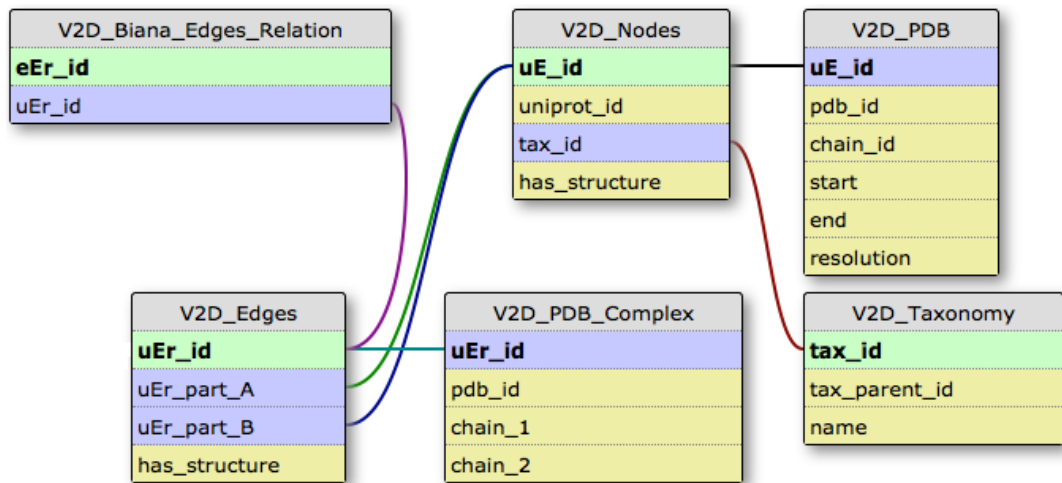 V2D_Biana_Edges_Relation
eEr_id
uEr_id
V2D_Nodes
uE_id
uniprot_id
tax_id
has_structure
V2D_PDB
uE_id
pdb_id
chain_id
start
end
resolution
V2D_Edges
uEr_id
uEr_part_A
uEr_part_B
has_structure
V2D_PDB_Complex
uEr_id
pdb_id
chain_1
chain_2
V2D_Taxonomy
tax_id
tax_parent_id
name